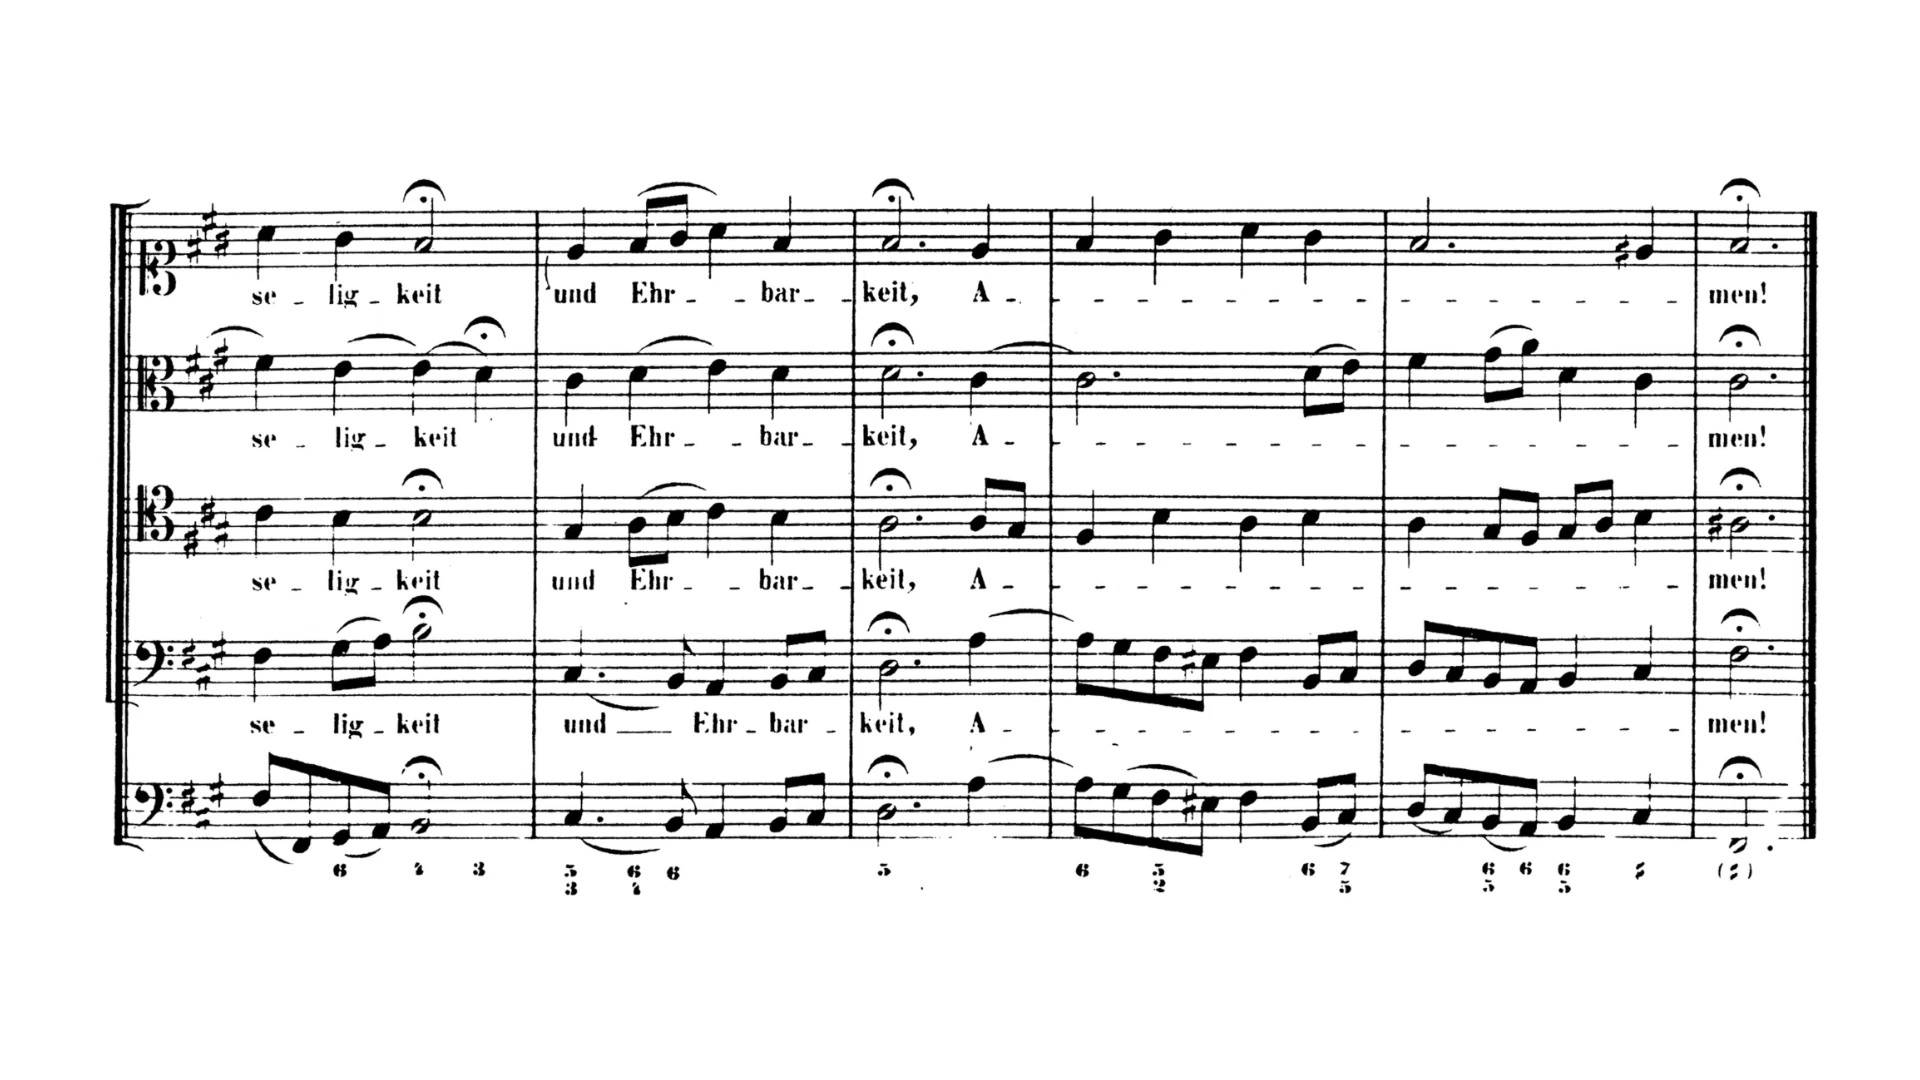 se - lig - keit und Ehr - - bar - - keit, A - - - - - - - - - - - - - - - - - - men!
se - lig - keit und Ehr - - bar - - keit, A - - - - - - - - - - - - - - - - - - men!
se - lig - keit und Ehr - - bar - - keit, A - - - - - - - - - - - - - - - - - - men!
se - lig - keit und ___ Ehr - bar - keit, A - - - - - - - - - - - - - - - - - - men!
6 4 3 5 6 6 5 6 5 6 7 6 6 6 ♯ (♯)
3 4 2 5 5 5